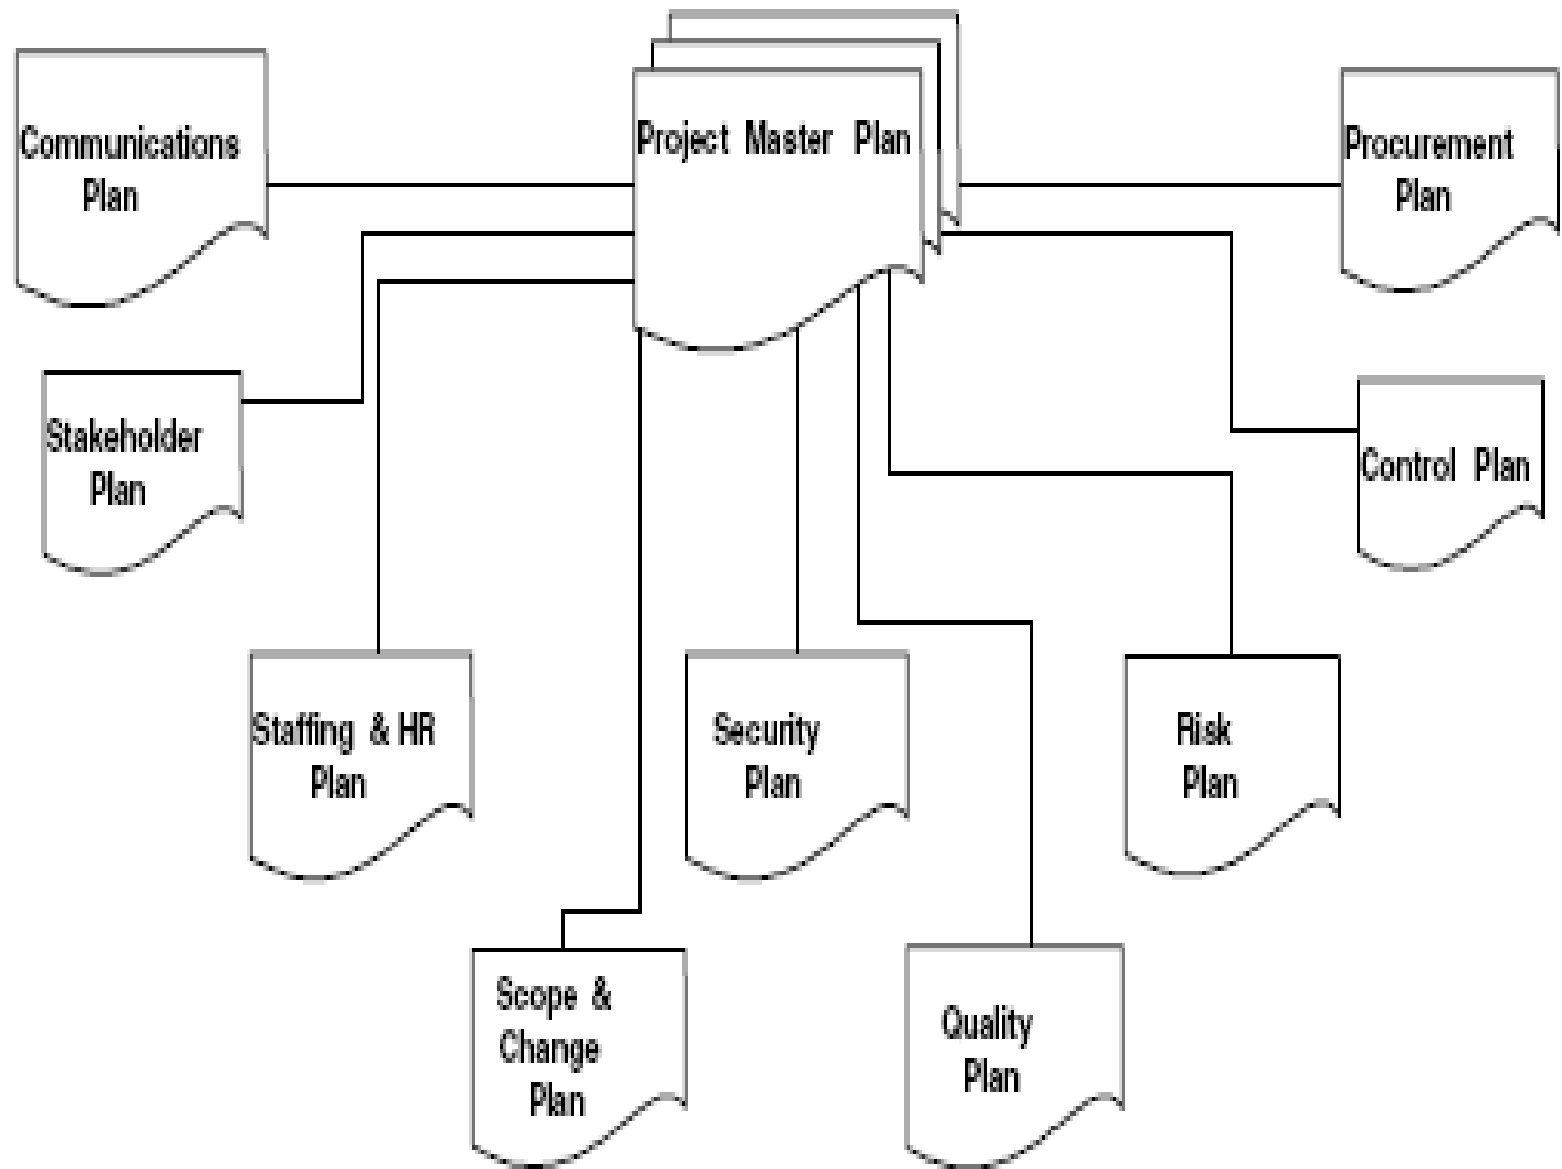 Communications
Plan
Project Master Plan
Procurement
Plan
Stakeholder
Plan
Control Plan
Staffing & HR
Plan
Security
Plan
Risk
Plan
Scope &
Change
Plan
Quality
Plan